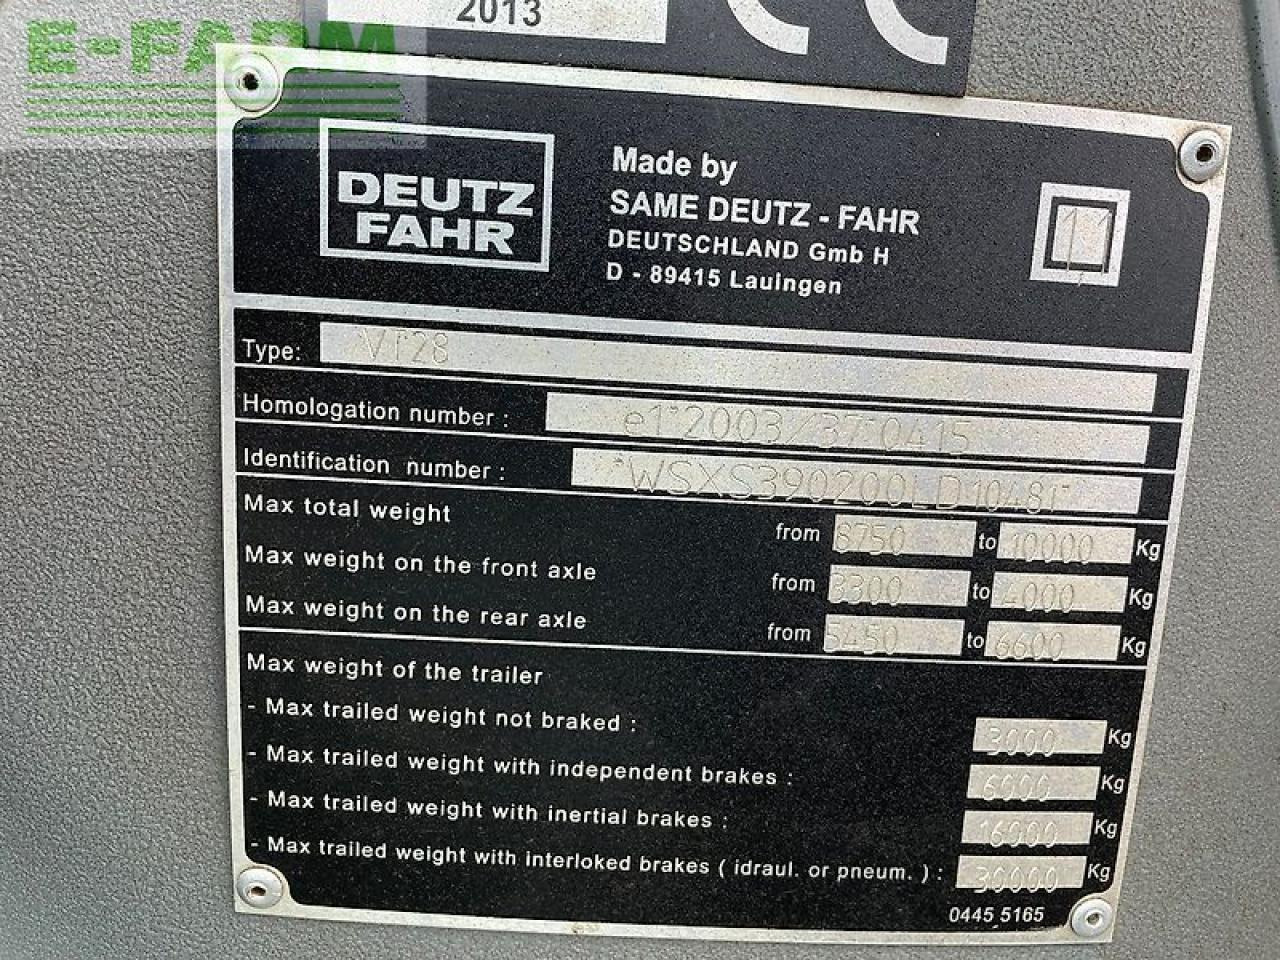 2013
CE
E-FARM
DEUTZ
FAHR
Made by
SAME DEUTZ - FAHR
DEUTSCHLAND Gmb H
D - 89415 Lauingen
Type: VT28
Homologation number : e1*2003/37*0415
Identification number : *WSXS390200LD10481*
Max total weight from 6750 to 10000 Kg
Max weight on the front axle from 3300 to 4000 Kg
Max weight on the rear axle from 5450 to 6600 Kg
Max weight of the trailer
- Max trailed weight not braked : 3000 Kg
- Max trailed weight with independent brakes : 6000 Kg
- Max trailed weight with inertial brakes : 16000 Kg
- Max trailed weight with interloked brakes ( idraul. or pneum. ) : 30000 Kg
0445 5165